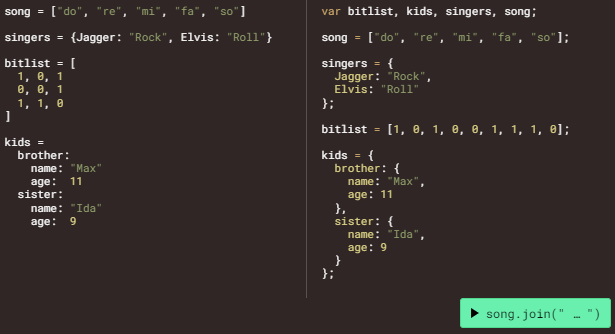 song = ["do", "re", "mi", "fa", "so"]
singers = {Jagger: "Rock", Elvis: "Roll"}
bitlist = [
1, 0, 1
0, 0, 1
1, 1, 0
]
kids =
brother:
name: "Max"
age: 11
sister:
name: "Ida"
age: 9
var bitlist, kids, singers, song;
song = ["do", "re", "mi", "fa", "so"];
singers = {
Jagger: "Rock",
Elvis: "Roll"
};
bitlist = [1, 0, 1, 0, 0, 1, 1, 1, 0];
kids = {
brother: {
name: "Max",
age: 11
},
sister: {
name: "Ida",
age: 9
}
};
song.join(" … ")